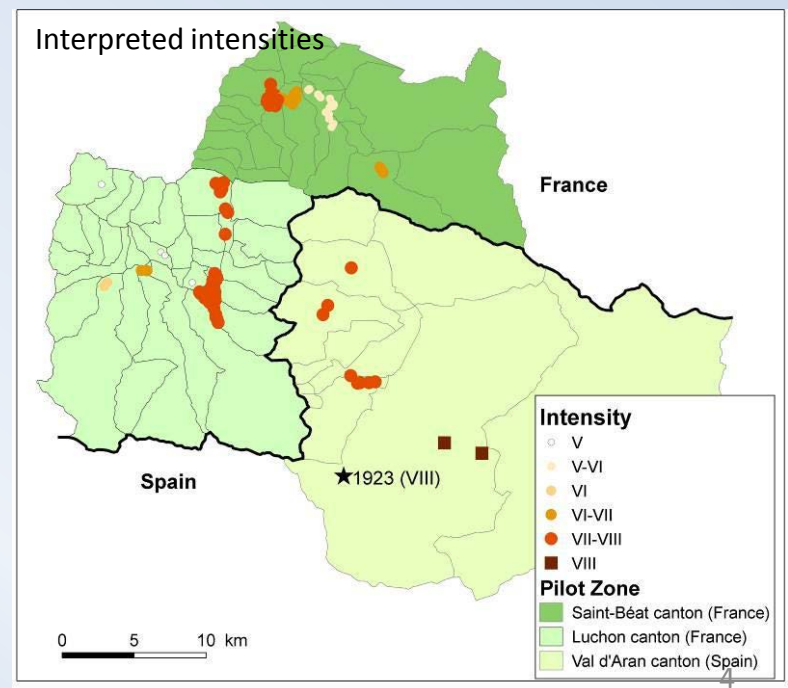 Interpreted intensities
France
Spain
1923 (VIII)
Intensity
V
V-VI
VI
VI-VII
VII-VIII
VIII
Pilot Zone
Saint-Béat canton (France)
Luchon canton (France)
Val d'Aran canton (Spain)
0 5 10 km
4